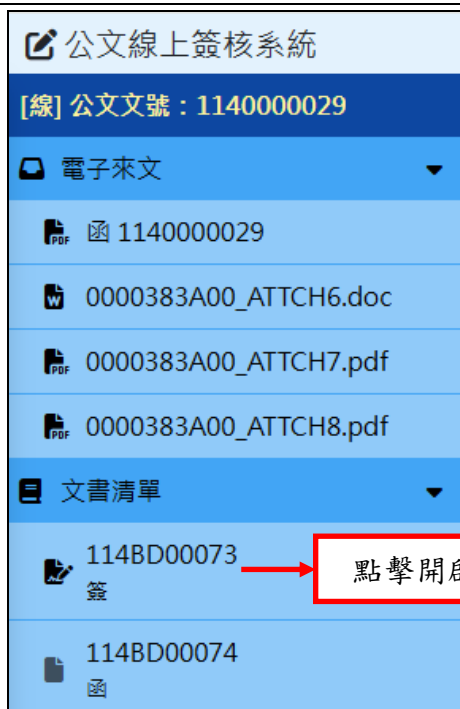 公文線上簽核系統
[線] 公文文號：1140000029
電子來文
函 1140000029
0000383A00_ATTCH6.doc
0000383A00_ATTCH7.pdf
0000383A00_ATTCH8.pdf
文書清單
114BD00073
簽
點擊開
114BD00074
函